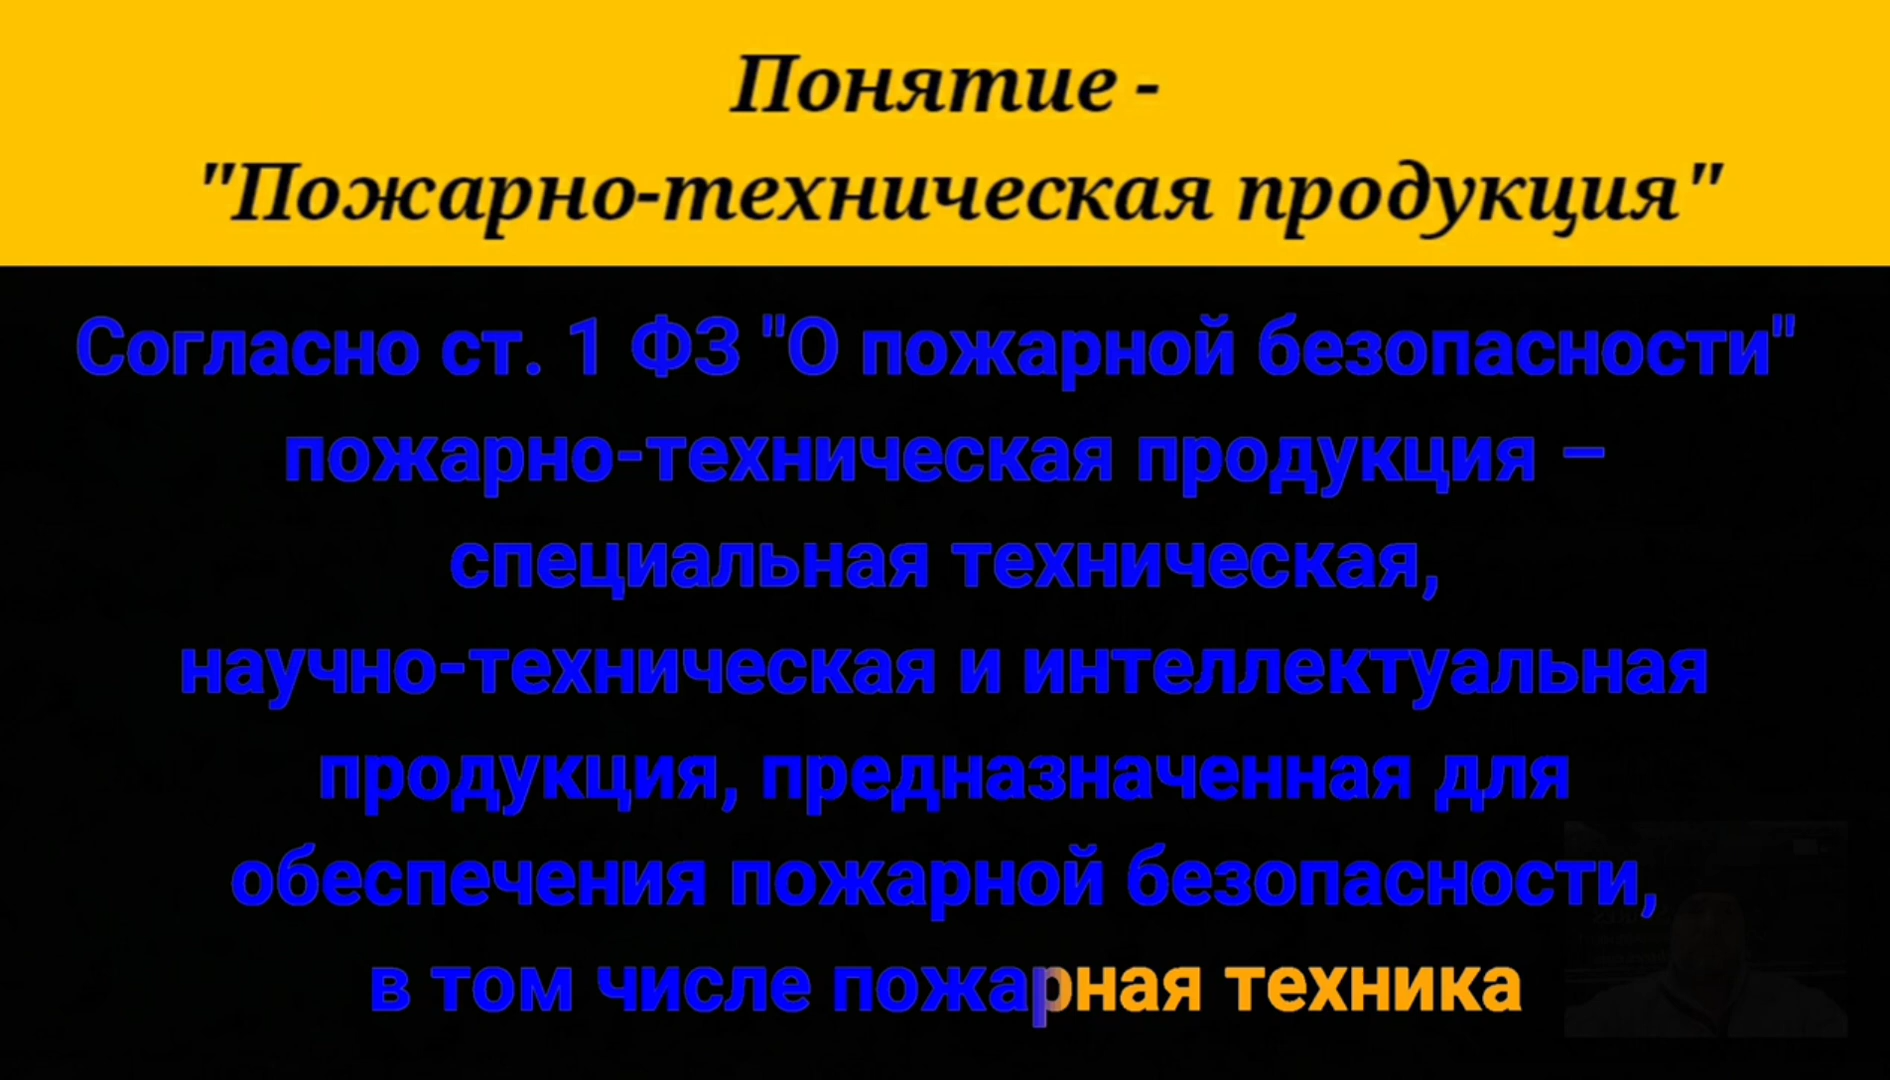 Понятие -
"Пожарно-техническая продукция"
Согласно ст. 1 ФЗ "О пожарной безопасности"
пожарно-техническая продукция –
специальная техническая,
научно-техническая и интеллектуальная
продукция, предназначенная для
обеспечения пожарной безопасности,
в том числе пожарная техника